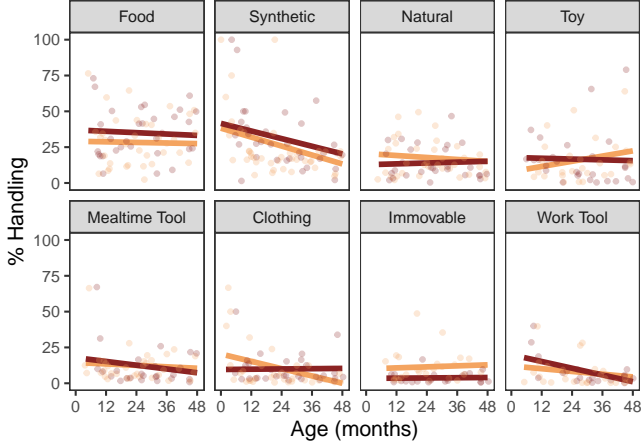 Food Synthetic Natural Toy
100
75
50
25
0
Mealtime Tool Clothing Immovable Work Tool
100
75
50
25
0
0 12 24 36 48 0 12 24 36 48 0 12 24 36 48 0 12 24 36 48
Age (months)
% Handling